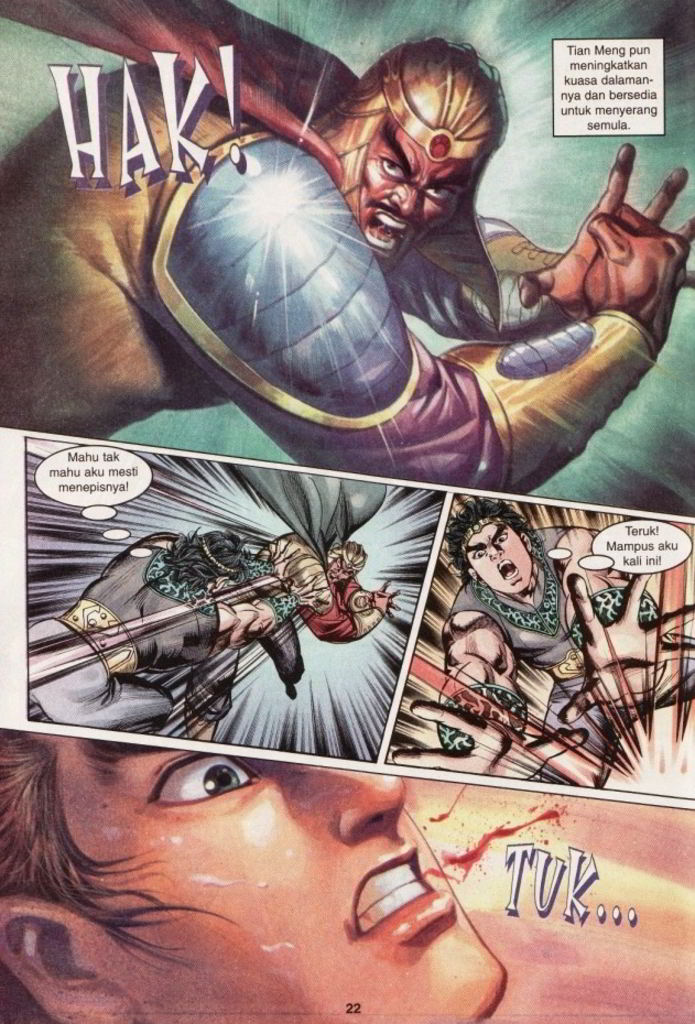 HAK!
Tian Meng pun
meningkatkan
kuasa dalaman-
nya dan bersedia
untuk menyerang
semula.
Mahu tak
mahu aku mesti
menepisnya!
Teruk!
Mampus aku
kali ini!
TUK...
22